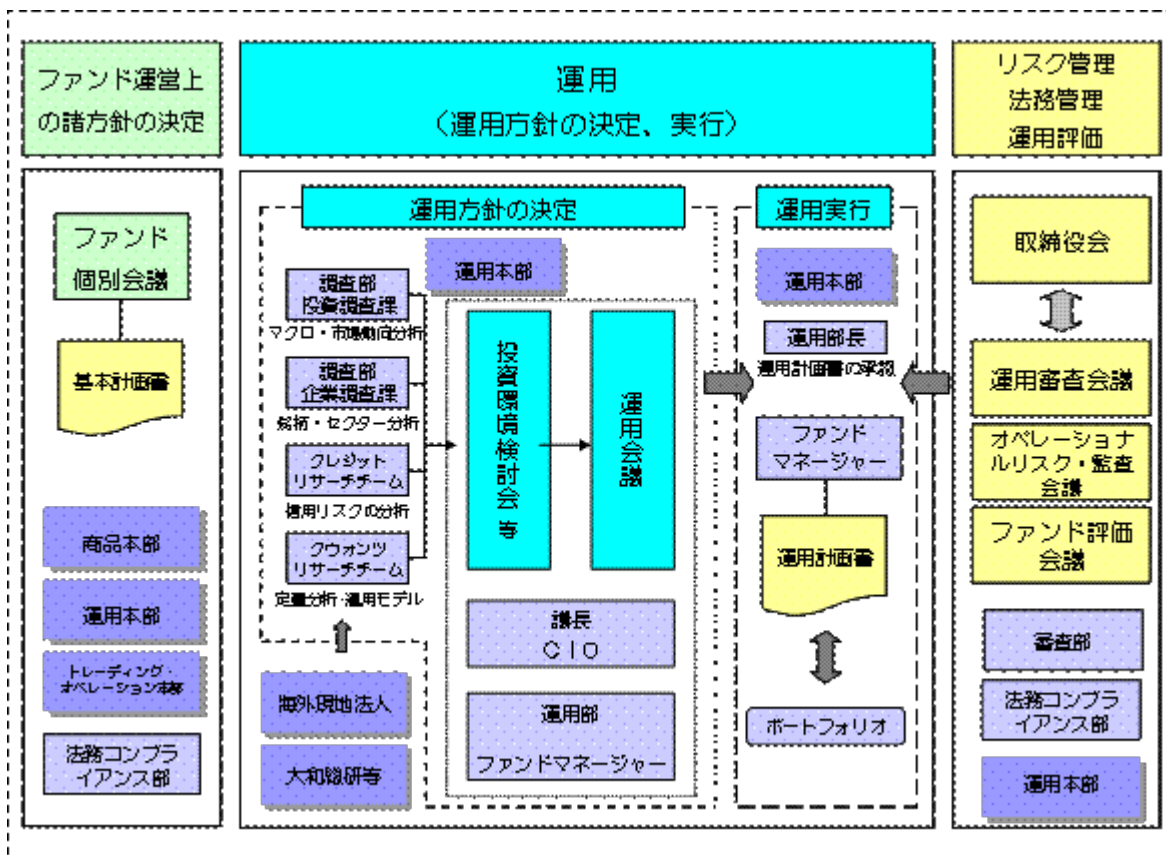 ファンド運営上
の諸方針の決定
運用
(運用方針の決定、実行)
リスク管理
法務管理
運用評価
ファンド
個別会議
基本計画書
商品本部
運用本部
トレーディング・
オペレーション本部
法務コンプラ
イアンス部
運用方針の決定
運用本部
調査部
投資調査課
マクロ・市場動向分析
調査部
企業調査課
銘柄・セクター分析
クレジット
リサーチチーム
信用リスクの分析
クウォンツ
リサーチチーム
定量分析・運用モデル
海外現地法人
大和総研等
投資環境検討会 等
運用会議
議長
CIO
運用部
ファンドマネージャー
運用実行
運用本部
運用部長
運用計画書の承認
ファンド
マネージャー
運用計画書
ポートフォリオ
取締役会
運用審査会議
オペレーショナ
ルリスク・監査
会議
ファンド評価
会議
審査部
法務コンプラ
イアンス部
運用本部